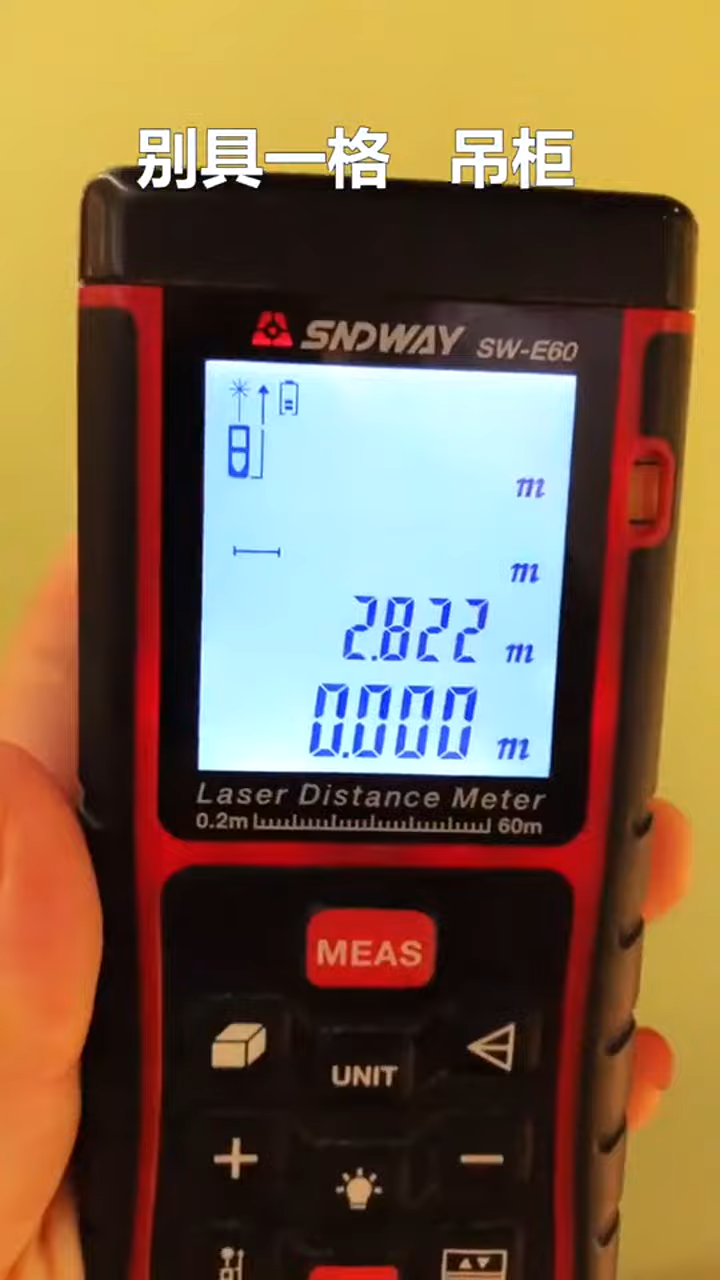 别具一格 吊柜
SNDWAY SW-E60
m
m
2.822 m
0.000 m
Laser Distance Meter
0.2m 60m
MEAS
UNIT
+ −